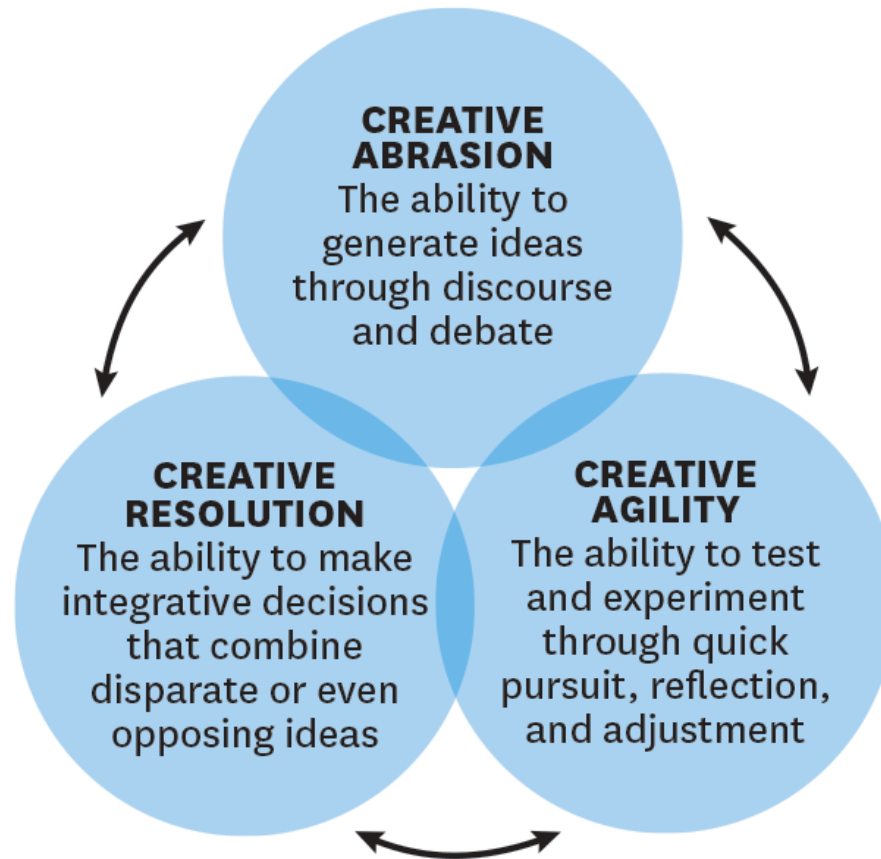 CREATIVE
ABRASION
The ability to
generate ideas
through discourse
and debate
CREATIVE
RESOLUTION
The ability to make
integrative decisions
that combine
disparate or even
opposing ideas
CREATIVE
AGILITY
The ability to test
and experiment
through quick
pursuit, reflection,
and adjustment